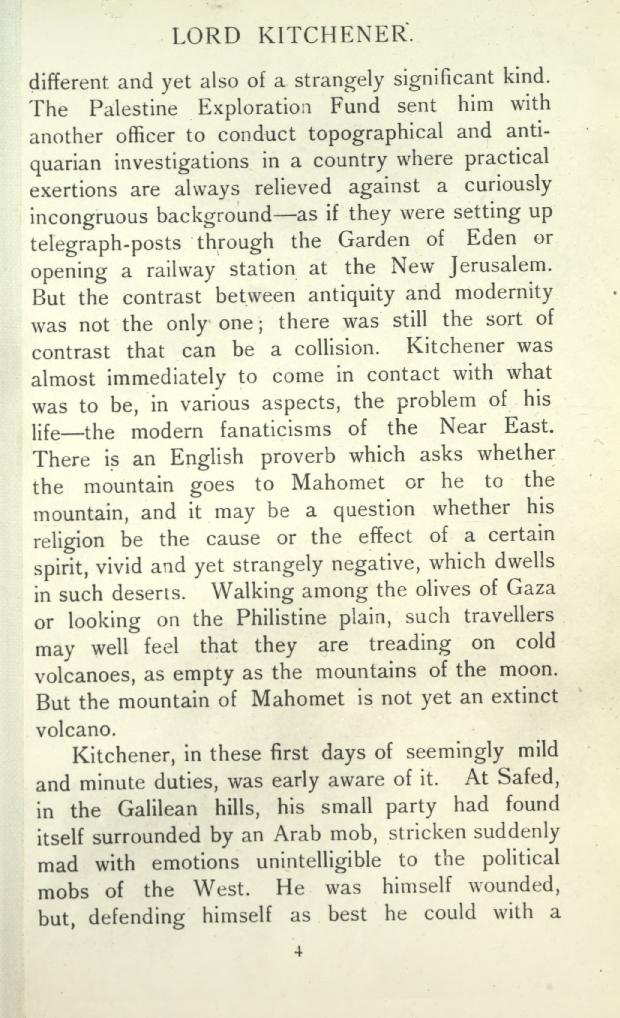 LORD KITCHENER.
different and yet also of a strangely significant kind.
The Palestine Exploration Fund sent him with
another officer to conduct topographical and anti-
quarian investigations in a country where practical
exertions are always relieved against a curiously
incongruous background—as if they were setting up
telegraph-posts through the Garden of Eden or
opening a railway station at the New Jerusalem.
But the contrast between antiquity and modernity
was not the only one; there was still the sort of
contrast that can be a collision. Kitchener was
almost immediately to come in contact with what
was to be, in various aspects, the problem of his
life—the modern fanaticisms of the Near East.
There is an English proverb which asks whether
the mountain goes to Mahomet or he to the
mountain, and it may be a question whether his
religion be the cause or the effect of a certain
spirit, vivid and yet strangely negative, which dwells
in such deserts. Walking among the olives of Gaza
or looking on the Philistine plain, such travellers
may well feel that they are treading on cold
volcanoes, as empty as the mountains of the moon.
But the mountain of Mahomet is not yet an extinct
volcano.
Kitchener, in these first days of seemingly mild
and minute duties, was early aware of it. At Safed,
in the Galilean hills, his small party had found
itself surrounded by an Arab mob, stricken suddenly
mad with emotions unintelligible to the political
mobs of the West. He was himself wounded,
but, defending himself as best he could with a
4